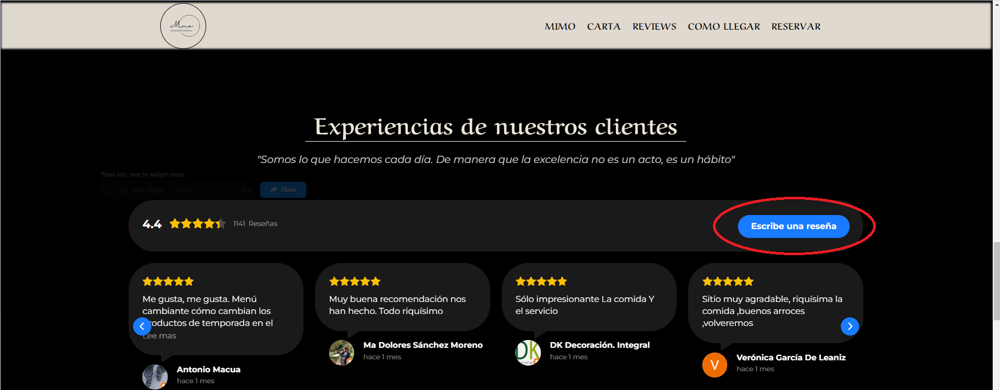 Mimo
MIMO CARTA REVIEWS COMO LLEGAR RESERVAR
Experiencias de nuestros clientes
"Somos lo que hacemos cada día. De manera que la excelencia no es un acto, es un hábito"
Panel only seen by widget owner
Edit widget Views 0% Share
4.4 1141 Reseñas Escribe una reseña
Me gusta, me gusta. Menú
cambiante cómo cambian los
productos de temporada en el
Lee mas
Antonio Macua
hace 1 mes
Muy buena recomendación nos
han hecho. Todo riquísimo
Ma Dolores Sánchez Moreno
hace 1 mes
Sólo impresionante La comida Y
el servicio
DK
DK Decoración. Integral
hace 1 mes
Sitio muy agradable, riquísima la
comida ,buenos arroces
,volveremos
V
Verónica García De Leaniz
hace 1 mes